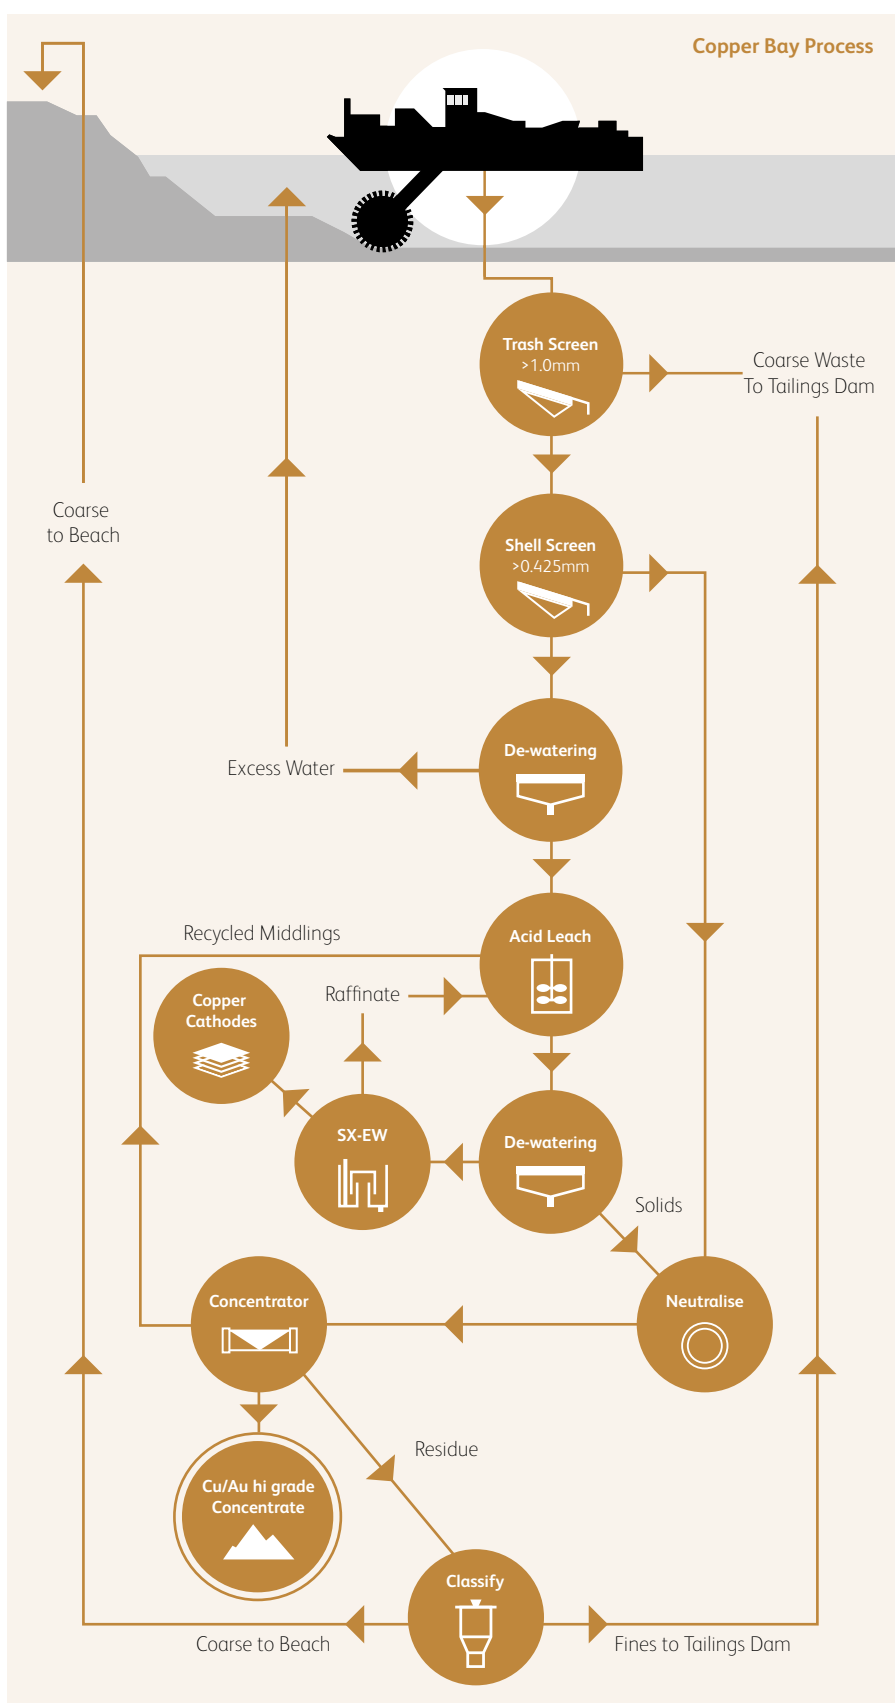 Copper Bay Process
Trash Screen
>1.0mm
Coarse Waste
To Tailings Dam
Coarse
to Beach
Shell Screen
>0.425mm
De-watering
Excess Water
Recycled Middlings
Acid Leach
Raffinate
Copper
Cathodes
SX-EW
De-watering
Solids
Concentrator
Neutralise
Residue
Cu/Au hi grade
Concentrate
Classify
Coarse to Beach
Fines to Tailings Dam